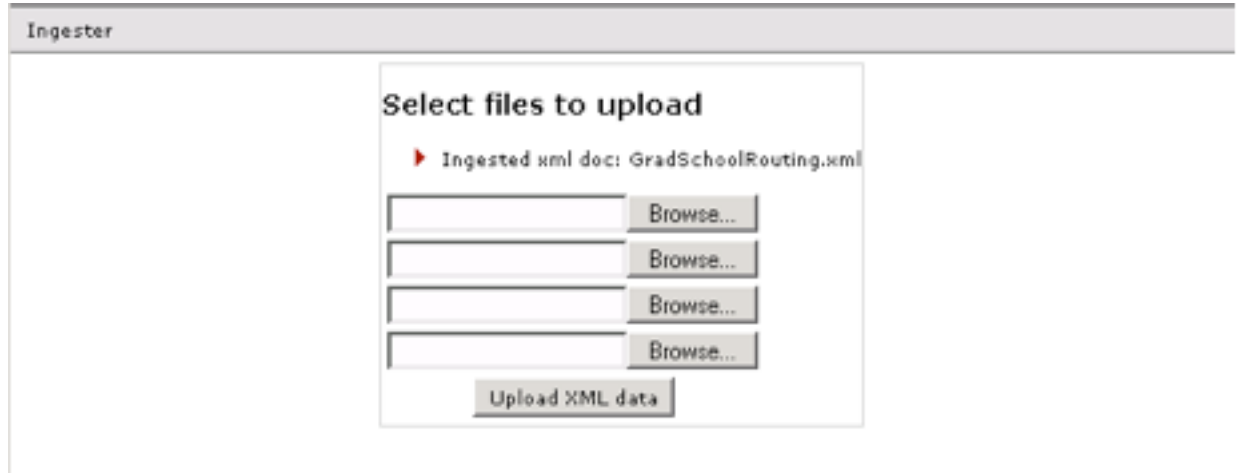 Ingester
Select files to upload
Ingested xml doc: GradSchoolRouting.xml
Browse...
Browse...
Browse...
Browse...
Upload XML data